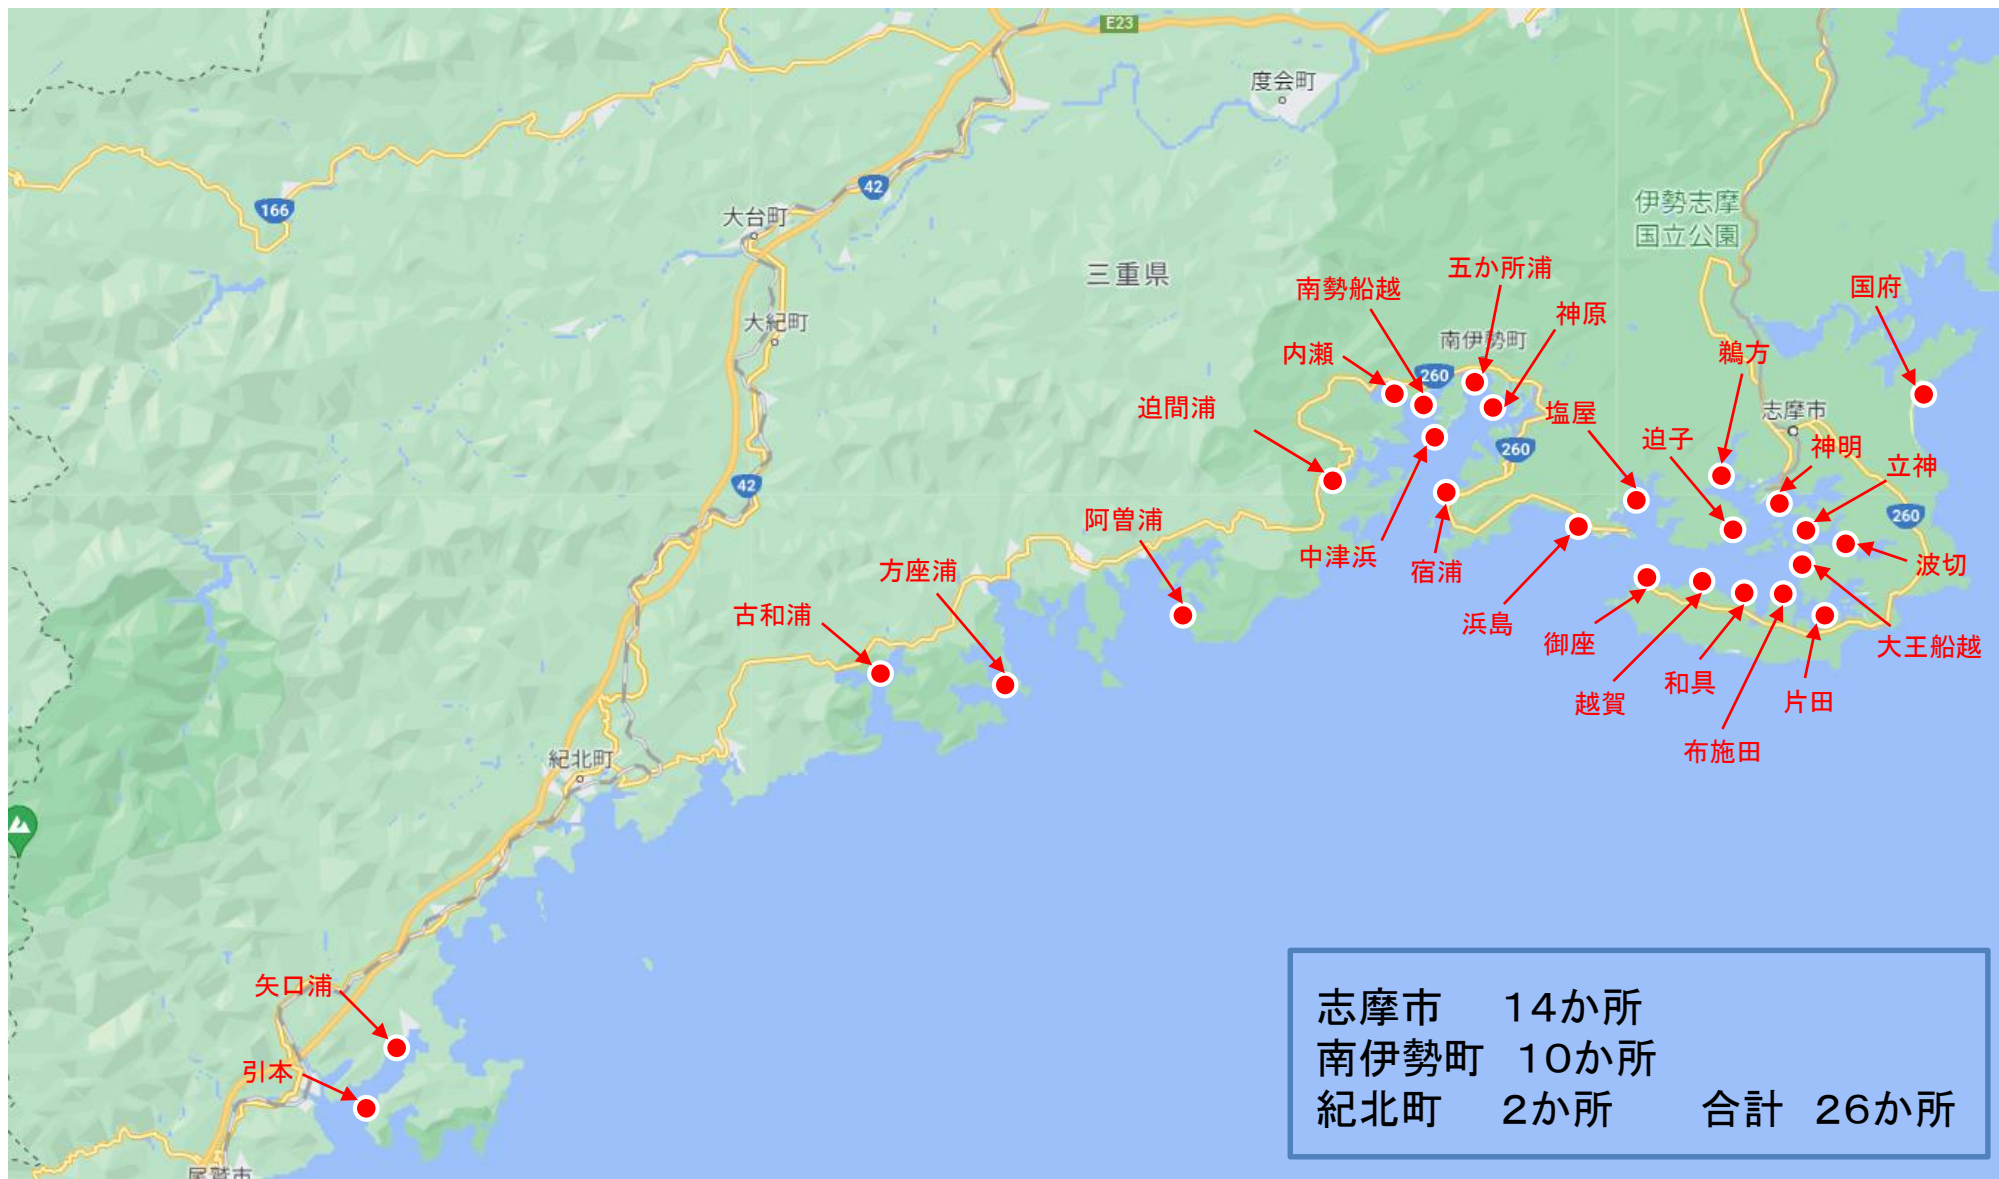 E23
度会町
42
166
伊勢志摩
国立公園
大台町
三重県
五か所浦
南勢船越
国府
神原
大紀町
南伊勢町
内瀬
鵜方
260
迫間浦
志摩市
塩屋
迫子
神明
260
立神
42
260
阿曽浦
中津浜
宿浦
波切
方座浦
古和浦
浜島
御座
大王船越
和具
越賀
片田
布施田
紀北町
矢口浦
引本
尾鷲市
志摩市 14か所
南伊勢町 10か所
紀北町 2か所 合計 26か所